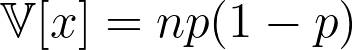 𝕍[x] = np(1 − p)